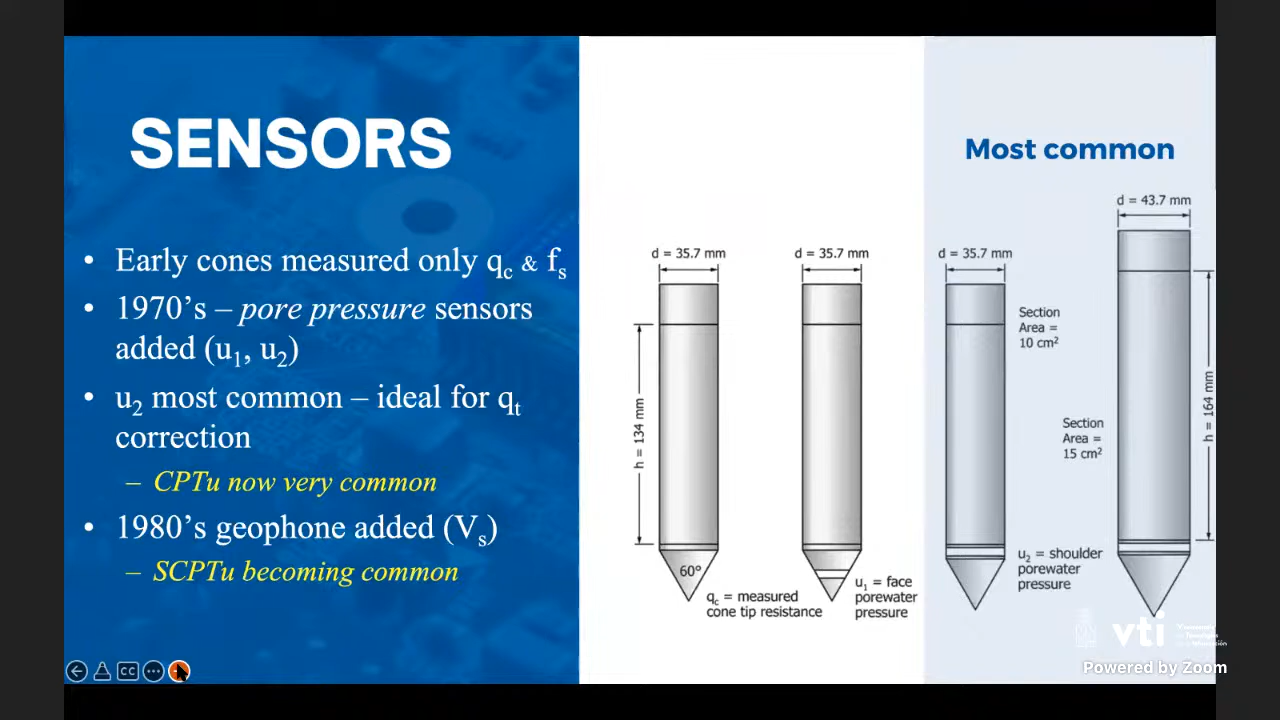 SENSORS
• Early cones measured only qc & fs
• 1970's – pore pressure sensors
added (u1, u2)
• u2 most common – ideal for qt
correction
– CPTu now very common
• 1980's geophone added (Vs)
– SCPTu becoming common
Most common
d = 35.7 mm
d = 35.7 mm
d = 35.7 mm
d = 43.7 mm
h = 134 mm
60°
qc = measured
cone tip resistance
u1 = face
porewater
pressure
Section
Area =
10 cm²
Section
Area =
15 cm²
h = 164 mm
u2 = shoulder
porewater
pressure
vti
Powered by Zoom
CC